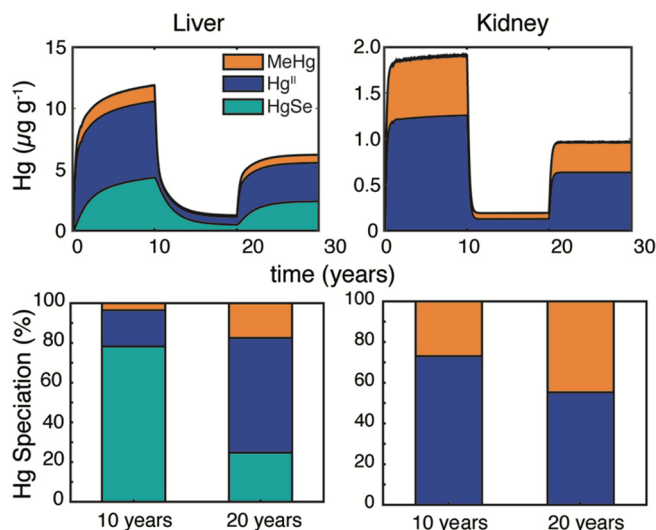 Liver
Kidney
Hg (µg g⁻¹)
15
10
5
0
MeHg
Hgᴵᴵ
HgSe
0 10 20 30
2.0
1.5
1.0
0.5
0
0 10 20 30
time (years)
Hg Speciation (%)
100
80
60
40
20
0
10 years 20 years
100
80
60
40
20
0
10 years 20 years